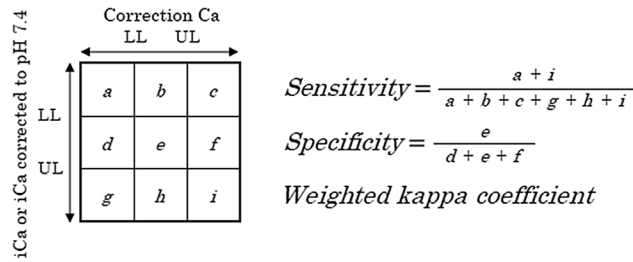 Correction Ca
LL UL
iCa or iCa corrected to pH 7.4
LL
UL
a b c
d e f
g h i
Sensitivity = a + i / a + b + c + g + h + i
Specificity = e / d + e + f
Weighted kappa coefficient